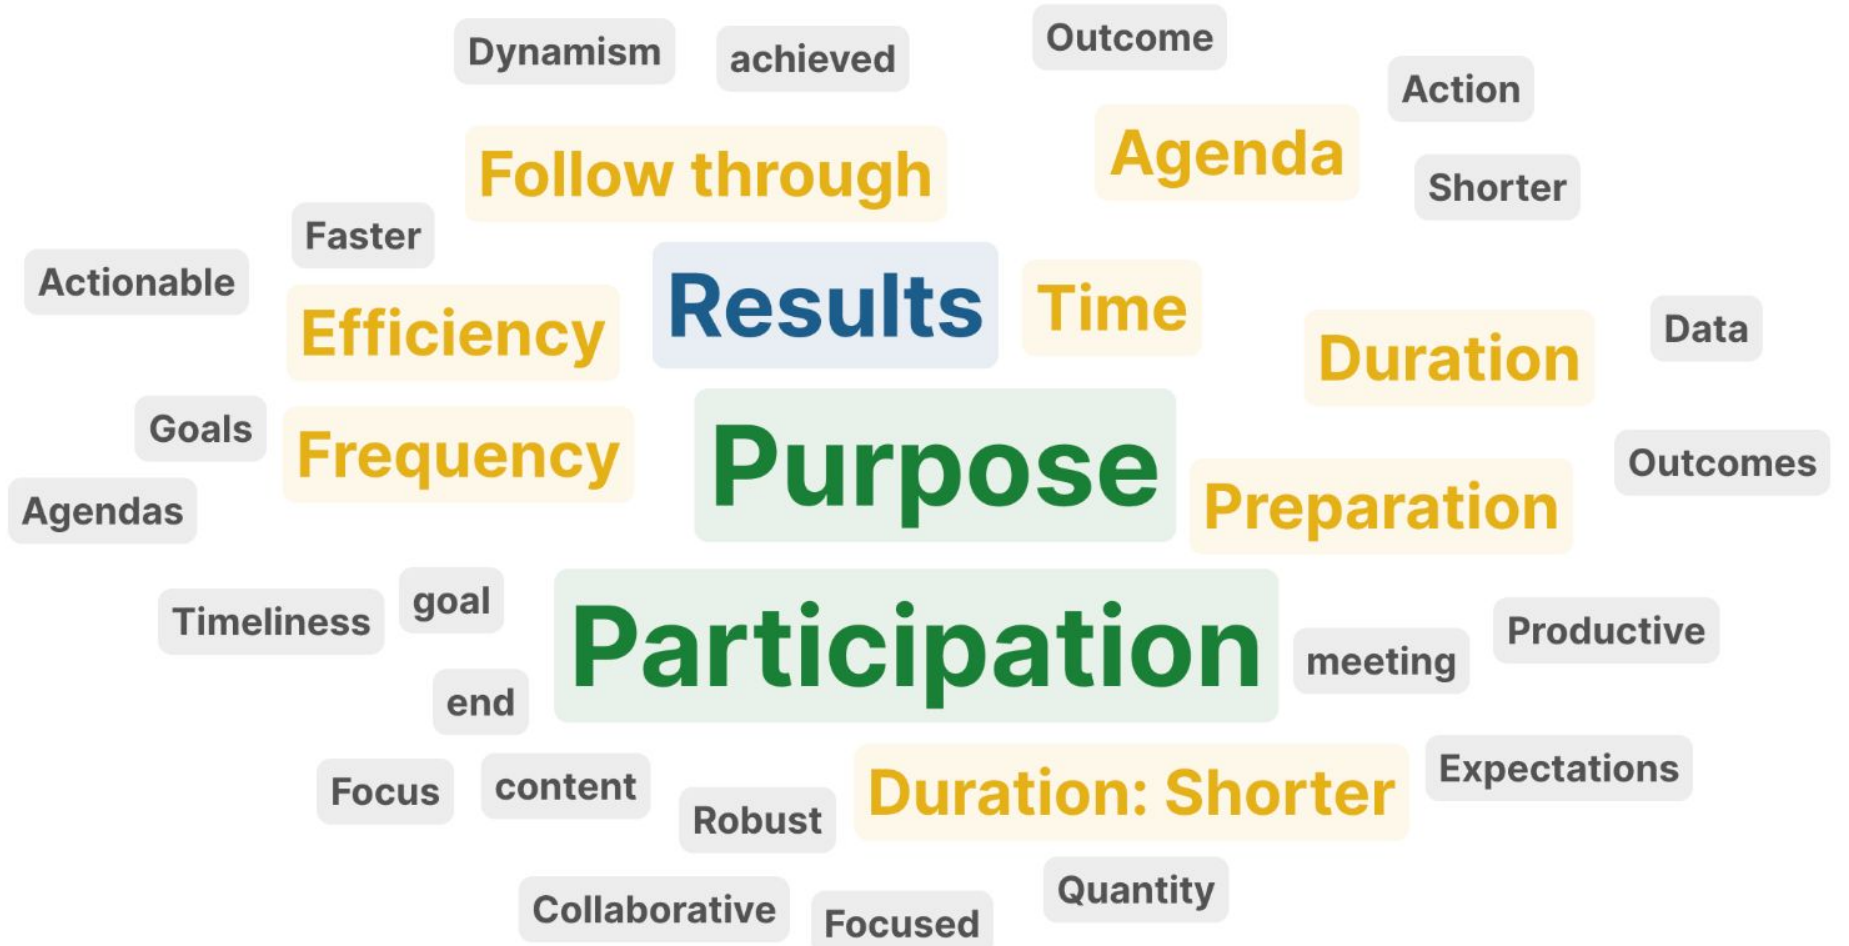 Dynamism
achieved
Outcome
Action
Follow through
Agenda
Shorter
Faster
Actionable
Efficiency
Results
Time
Duration
Data
Goals
Frequency
Purpose
Preparation
Outcomes
Agendas
Timeliness
goal
Participation
meeting
Productive
end
Focus
content
Robust
Duration: Shorter
Expectations
Collaborative
Focused
Quantity